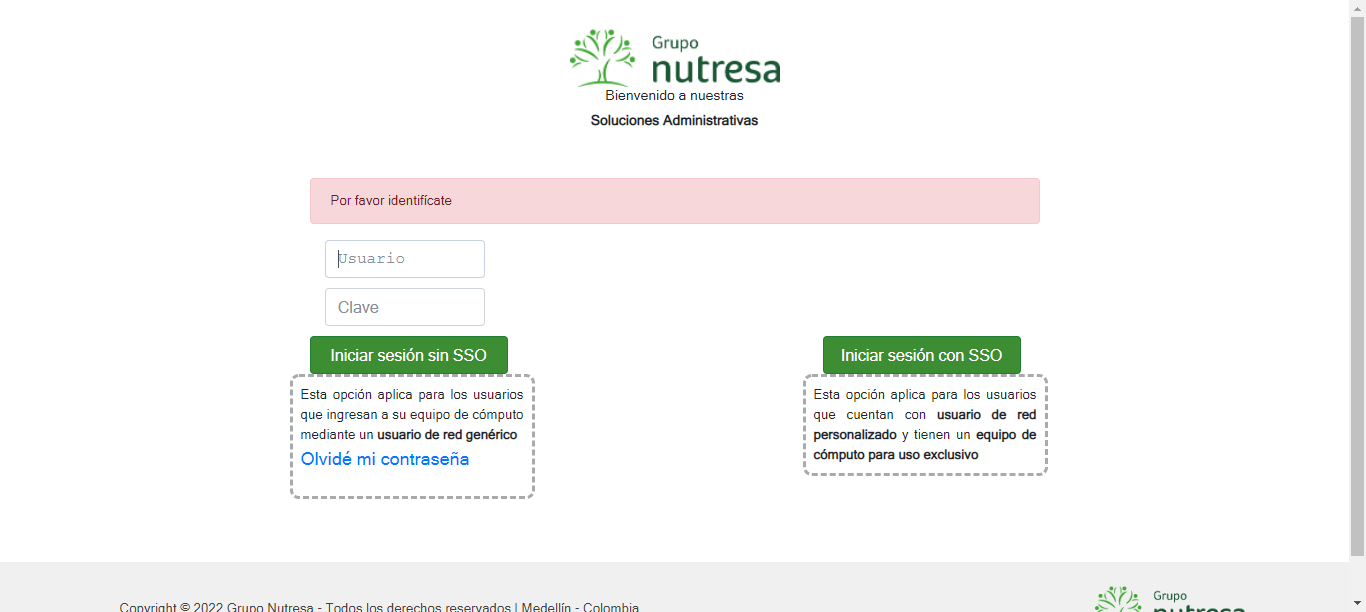 Grupo
nutresa
Bienvenido a nuestras
Soluciones Administrativas
Por favor identifícate
Usuario
Clave
Iniciar sesión sin SSO
Esta opción aplica para los usuarios
que ingresan a su equipo de cómputo
mediante un usuario de red genérico
Olvidé mi contraseña
Iniciar sesión con SSO
Esta opción aplica para los usuarios
que cuentan con usuario de red
personalizado y tienen un equipo de
cómputo para uso exclusivo
Copyright © 2022 Grupo Nutresa - Todos los derechos reservados | Medellín - Colombia
Grupo
nutresa